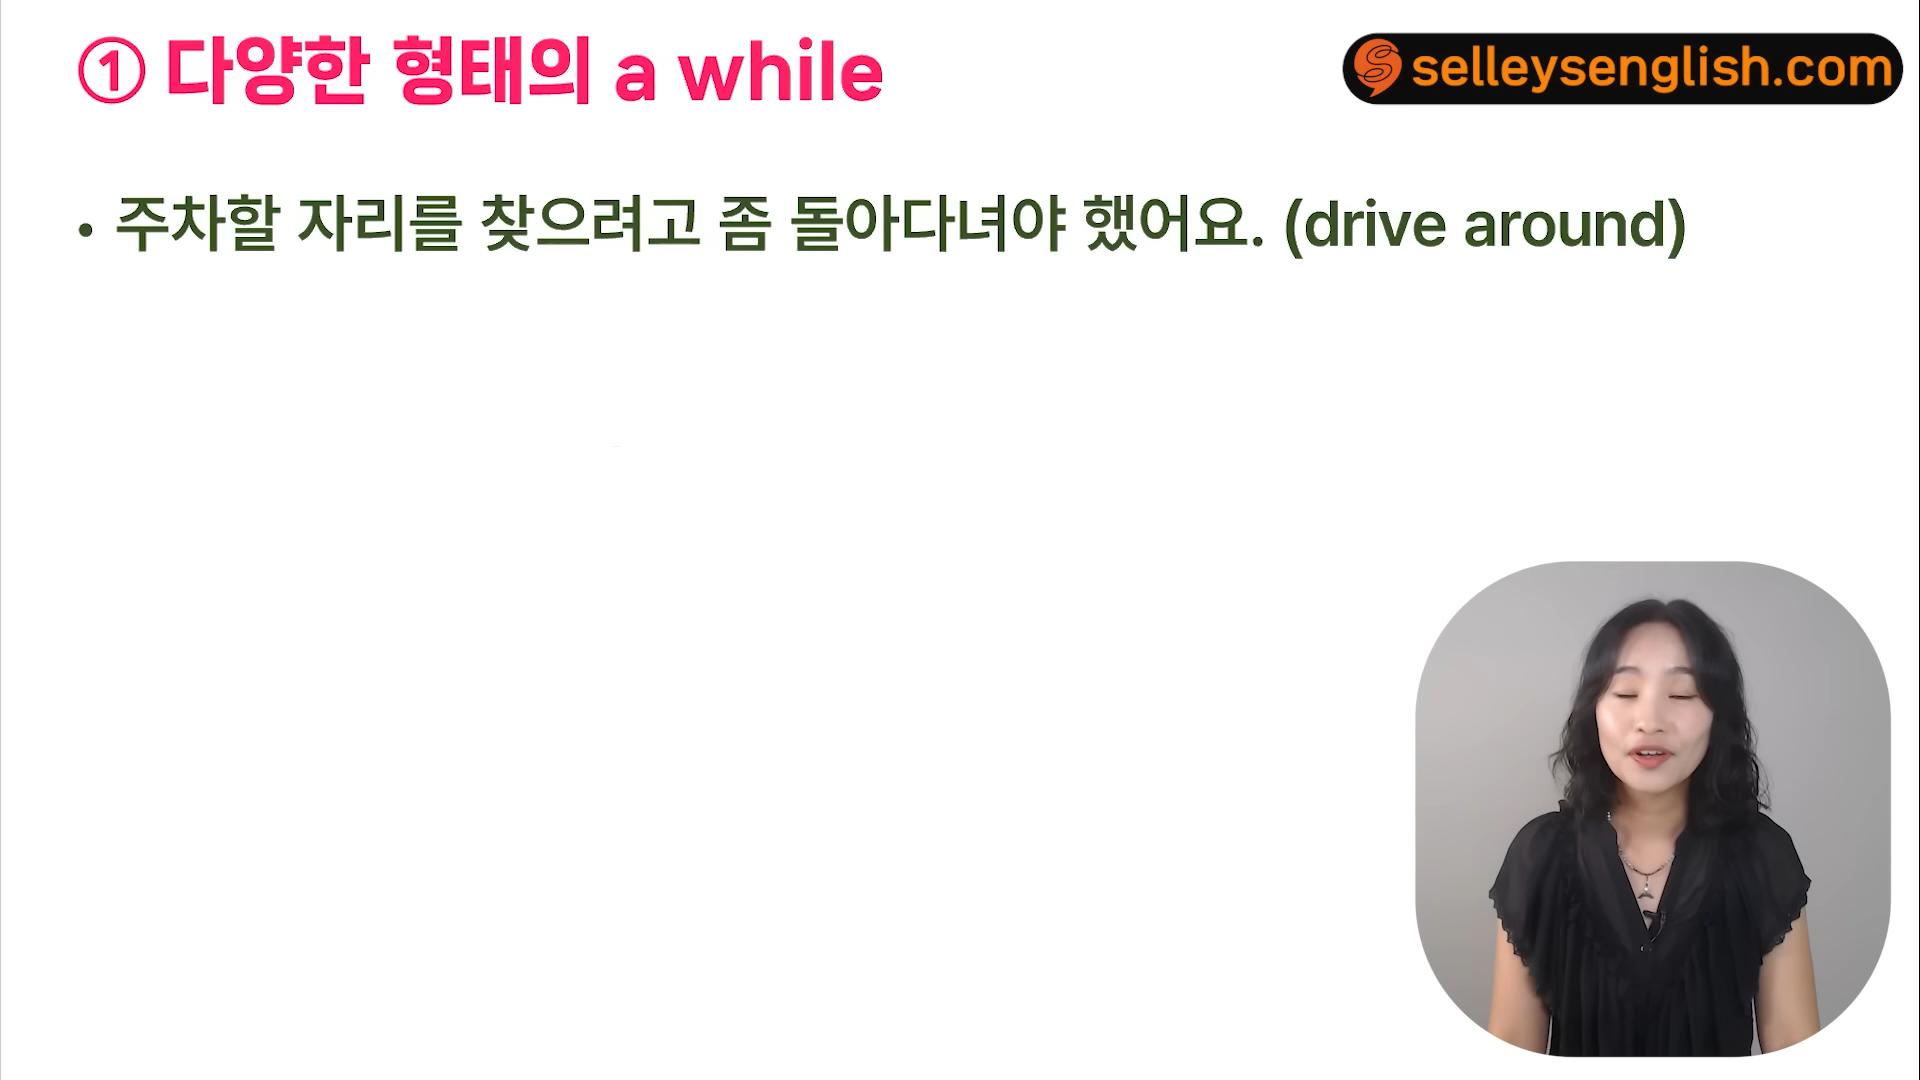 ① 다양한 형태의 a while
selleysenglish.com
• 주차할 자리를 찾으려고 좀 돌아다녀야 했어요. (drive around)